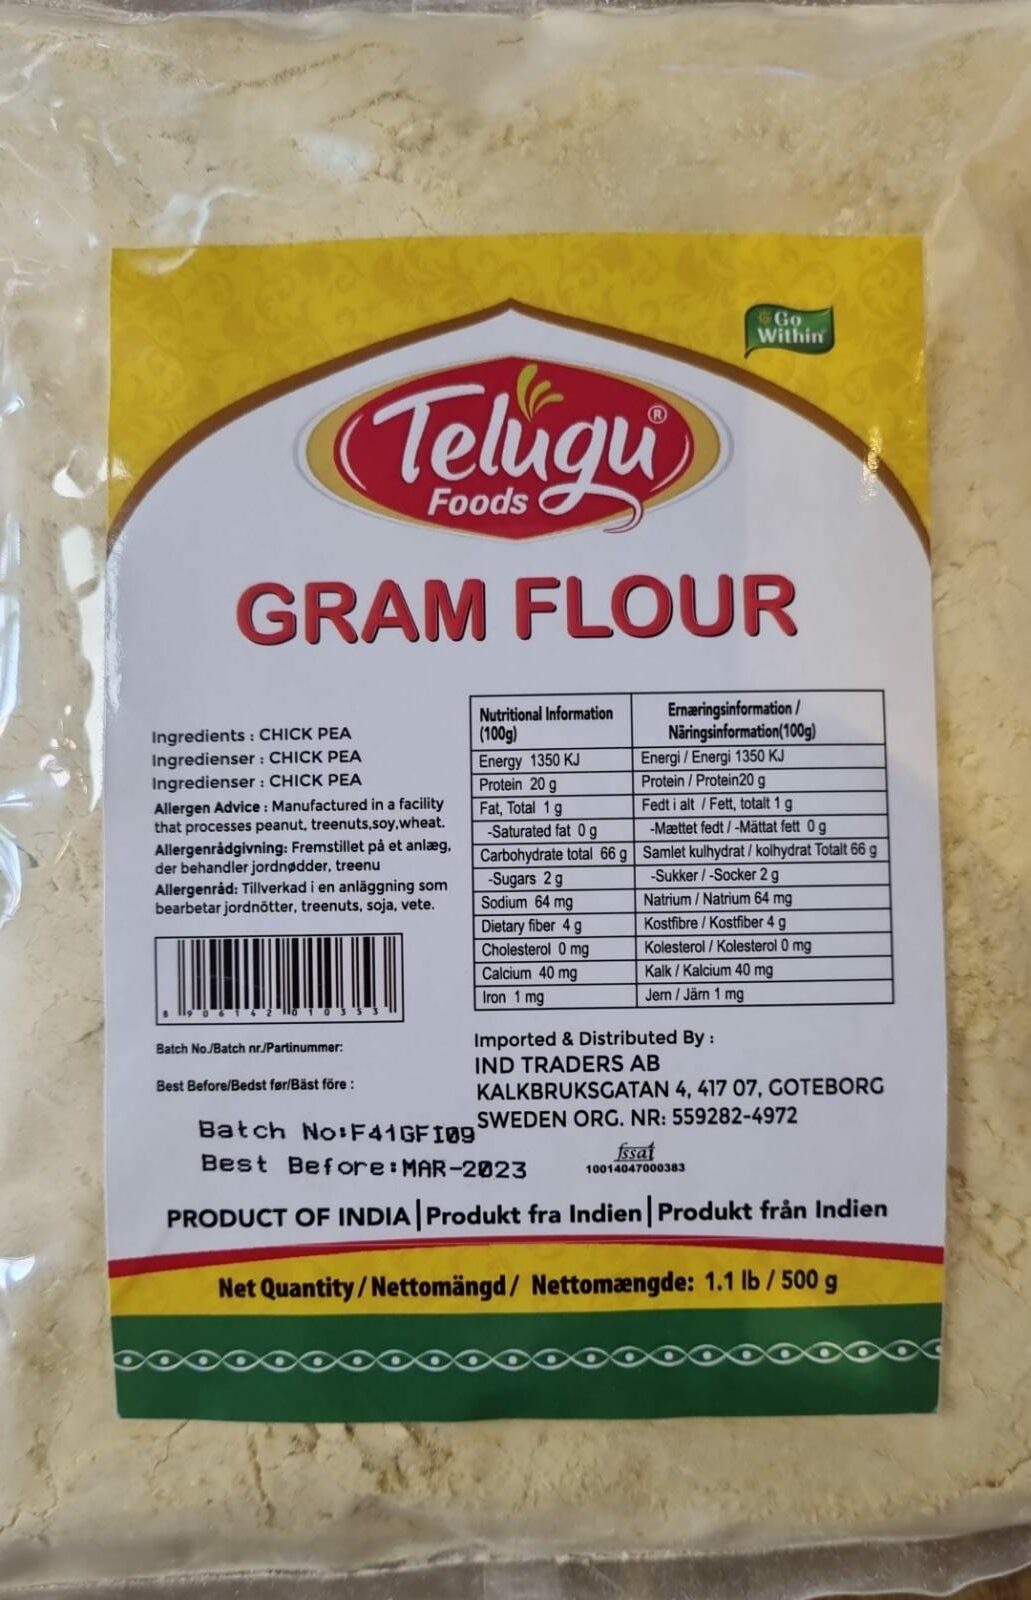 Go
Within
Telugu®
Foods
GRAM FLOUR
Ingredients : CHICK PEA
Ingredienser : CHICK PEA
Ingredienser : CHICK PEA
Allergen Advice : Manufactured in a facility
that processes peanut, treenuts,soy,wheat.
Allergenrådgivning: Fremstillet på et anlæg,
der behandler jordnødder, treenu
Allergenråd: Tillverkad i en anläggning som
bearbetar jordnötter, treenuts, soja, vete.
8 906142 010353
Batch No./Batch nr./Partinummer:
Best Before/Bedst før/Bäst före :
Nutritional Information
(100g)
Ernæringsinformation /
Näringsinformation(100g)
Energy 1350 KJ
Energi / Energi 1350 KJ
Protein 20 g
Protein / Protein20 g
Fat, Total 1 g
Fedt i alt / Fett, totalt 1 g
-Saturated fat 0 g
-Mættet fedt / -Mättat fett 0 g
Carbohydrate total 66 g
Samlet kulhydrat / kolhydrat Totalt 66 g
-Sugars 2 g
-Sukker / -Socker 2 g
Sodium 64 mg
Natrium / Natrium 64 mg
Dietary fiber 4 g
Kostfibre / Kostfiber 4 g
Cholesterol 0 mg
Kolesterol / Kolesterol 0 mg
Calcium 40 mg
Kalk / Kalcium 40 mg
Iron 1 mg
Jern / Järn 1 mg
Imported & Distributed By :
IND TRADERS AB
KALKBRUKSGATAN 4, 417 07, GOTEBORG
SWEDEN ORG. NR: 559282-4972
Batch No:F41GFI09
Best Before:MAR-2023
fssai
10014047000383
PRODUCT OF INDIA | Produkt fra Indien | Produkt från Indien
Net Quantity / Nettomängd / Nettomængde: 1.1 lb / 500 g